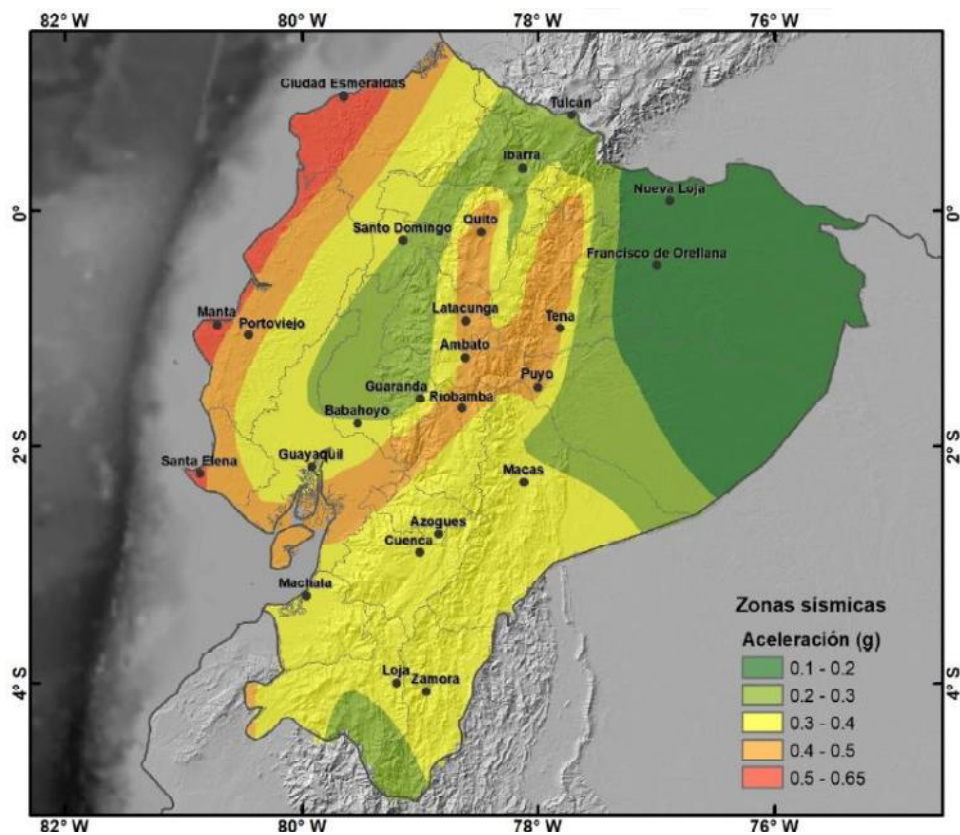 82° W
80° W
78° W
76° W
Ciudad Esmeraldas
Tulcán
Ibarra
Nueva Loja
0°
0°
Quito
Santo Domingo
Francisco de Orellana
Latacunga
Manta
Portoviejo
Tena
Ambato
Puyo
Guaranda
Riobamba
Babahoyo
2° S
2° S
Guayaquil
Santa Elena
Macas
Azogues
Cuenca
Machala
Zonas sísmicas
Aceleración (g)
0.1 - 0.2
4° S
4° S
Loja
Zamora
0.2 - 0.3
0.3 - 0.4
0.4 - 0.5
0.5 - 0.65
82° W
80° W
78° W
76° W